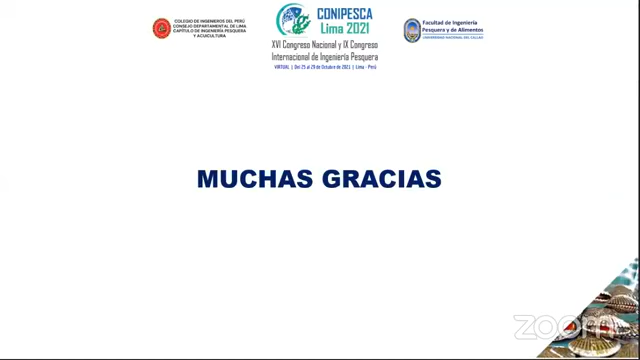 COLEGIO DE INGENIEROS DEL PERÚ
CONSEJO DEPARTAMENTAL DE LIMA
CAPÍTULO DE INGENIERÍA PESQUERA
Y ACUICULTURA
CONIPESCA
Lima 2021
XVI Congreso Nacional y IX Congreso
Internacional de Ingeniería Pesquera
VIRTUAL | Del 25 al 29 de Octubre de 2021 | Lima - Perú
Facultad de Ingeniería
Pesquera y de Alimentos
UNIVERSIDAD NACIONAL DEL CALLAO
MUCHAS GRACIAS
zoom